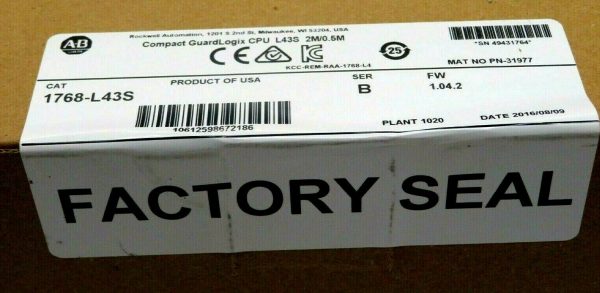 Rockwell Automation, 1201 S 2nd St, Milwaukee, WI 53204, USA
AB
Compact GuardLogix CPU L43S 2M/0.5M
CE
KC
25
KCC-REM-RAA-1768-L4
*SN 49431764*
MAT NO PN-31977
CAT
PRODUCT OF USA
SER
FW
1768-L43S
B
1.04.2
10612598672186
PLANT 1020
DATE 2016/08/09
FACTORY SEAL